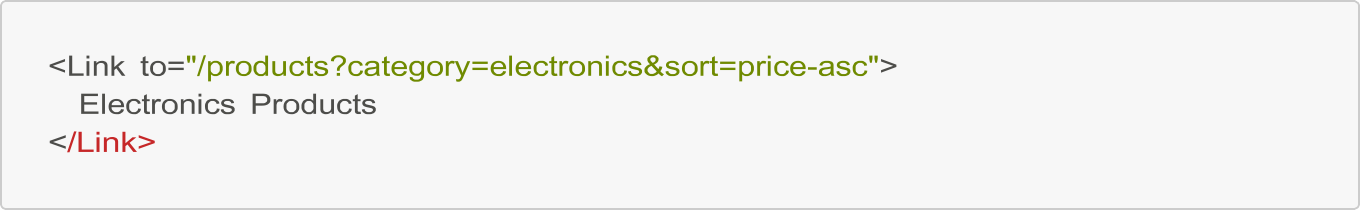 <Link to="/products?category=electronics&sort=price-asc">
Electronics Products
</Link>